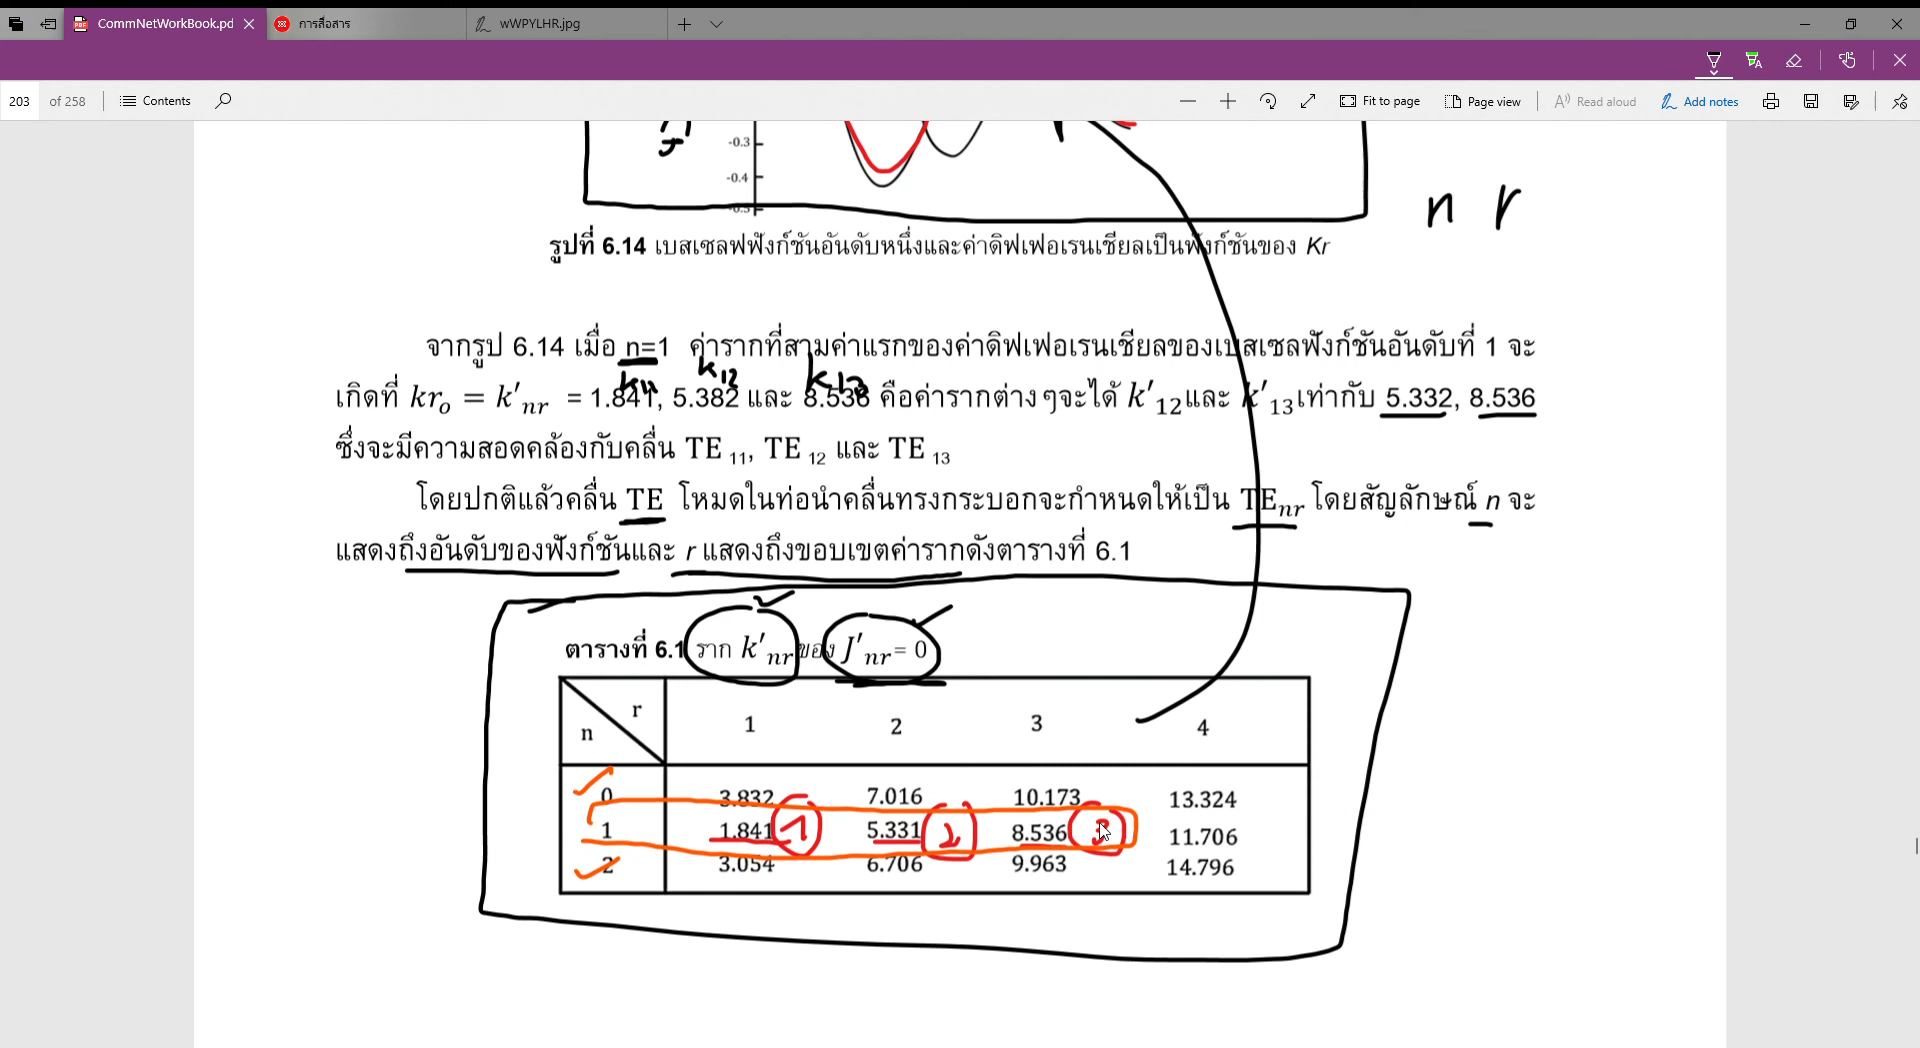 CommNetWorkBook.pd
การสื่อสาร
wWPYLHR.jpg
203 of 258 Contents Fit to page Page view Read aloud Add notes
-0.3
-0.4
-0.5
n r
รูปที่ 6.14 เบสเซลฟฟังก์ชันอันดับหนึ่งและค่าดิฟเฟอเรนเชียลเป็นฟังก์ชันของ Kr
จากรูป 6.14 เมื่อ n=1 ค่ารากที่สามค่าแรกของค่าดิฟเฟอเรนเชียลของเบสเซลฟังก์ชันอันดับที่ 1 จะ
k11 k12 k13
เกิดที่ kr₀ = k′nr = 1.841, 5.382 และ 8.536 คือค่ารากต่างๆจะได้ k′12และ k′13เท่ากับ 5.332, 8.536
ซึ่งจะมีความสอดคล้องกับคลื่น TE 11, TE 12 และ TE 13
โดยปกติแล้วคลื่น TE โหมดในท่อนำคลื่นทรงกระบอกจะกำหนดให้เป็น TEnr โดยสัญลักษณ์ n จะ
แสดงถึงอันดับของฟังก์ชันและ r แสดงถึงขอบเขตค่ารากดังตารางที่ 6.1
ตารางที่ 6.1 ราก k′nr ของ J′nr= 0
r
n
1 2 3 4
0 3.832 7.016 10.173 13.324
1 1.841 1 5.331 2 8.536 3 11.706
2 3.054 6.706 9.963 14.796